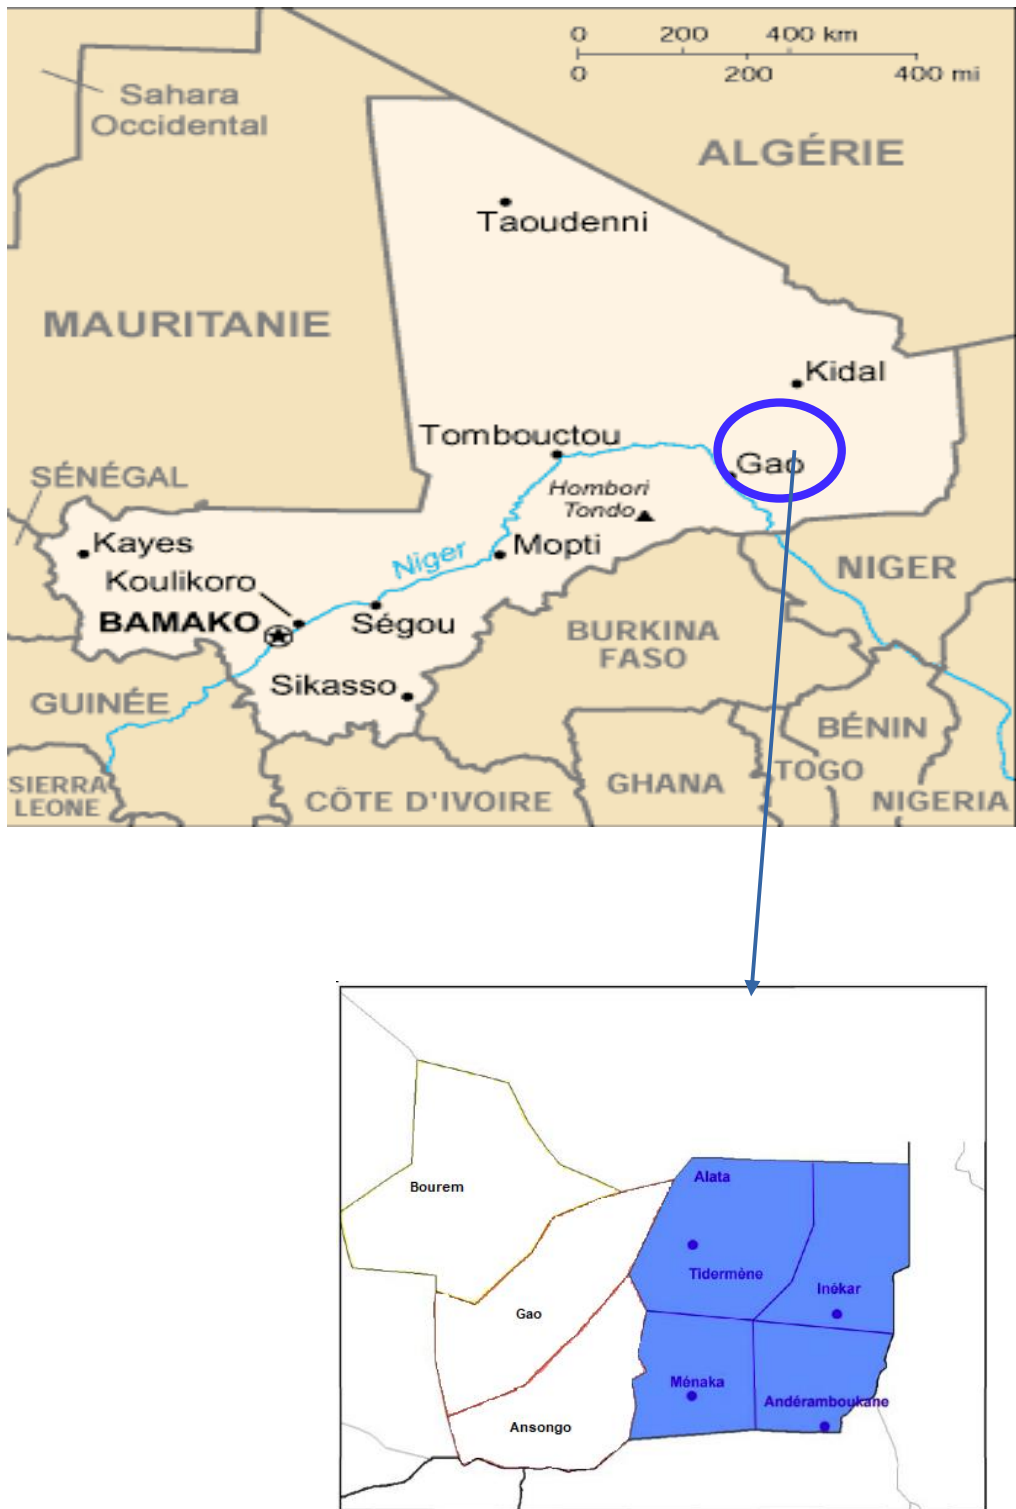 0 200 400 km
0 200 400 mi
Sahara
Occidental
ALGÉRIE
Taoudenni
MAURITANIE
Kidal
Tombouctou
Gao
SÉNÉGAL
Hombori
Tondo
Kayes
Niger
Mopti
Koulikoro
NIGER
BAMAKO
Ségou
BURKINA
FASO
Sikasso
GUINÉE
BÉNIN
SIERRA
LEONE
CÔTE D'IVOIRE
GHANA
TOGO
NIGERIA
Alata
Bourem
Tidermène
Inékar
Gao
Ménaka
Andéramboukane
Ansongo